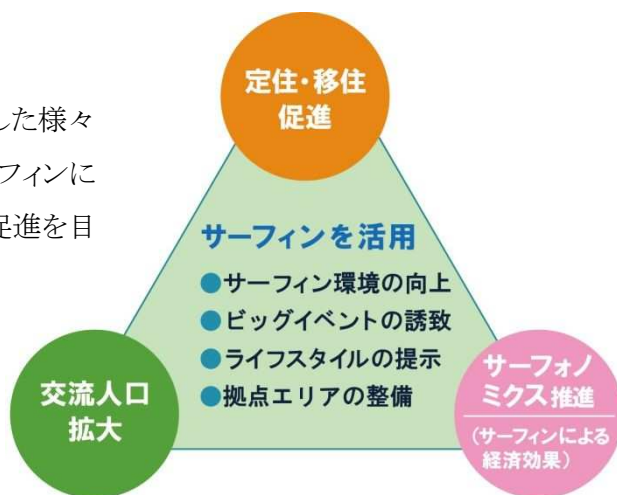 した様々
フィンに
促進を目
定住・移住
促進
サーフィンを活用
●サーフィン環境の向上
●ビッグイベントの誘致
●ライフスタイルの提示
●拠点エリアの整備
交流人口
拡大
サーフォノ
ミクス推進
(サーフィンによる
経済効果)